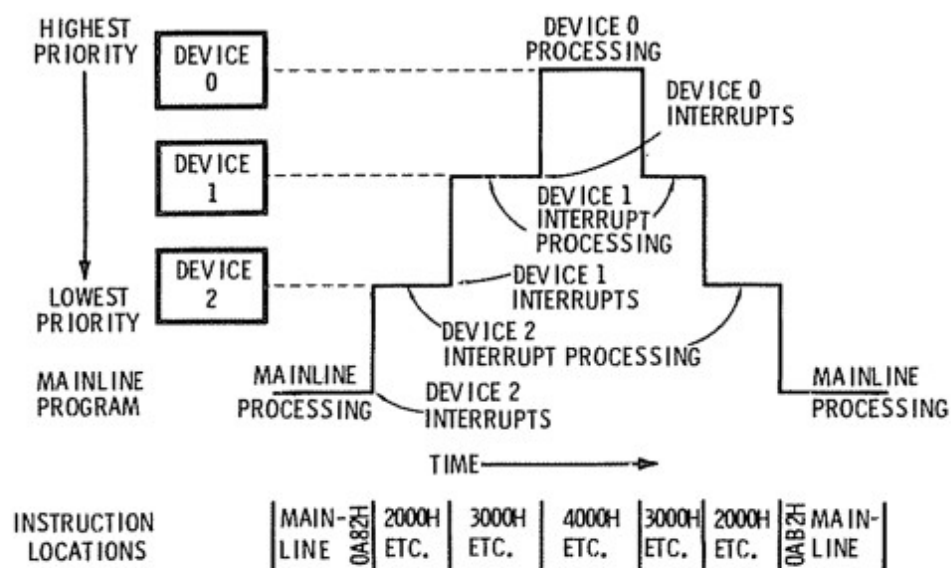 HIGHEST
PRIORITY
DEVICE
0
DEVICE 0
PROCESSING
DEVICE 0
INTERRUPTS
DEVICE
1
DEVICE 1
INTERRUPT
PROCESSING
DEVICE
2
DEVICE 1
INTERRUPTS
LOWEST
PRIORITY
DEVICE 2
INTERRUPT PROCESSING
MAINLINE
PROGRAM
MAINLINE
PROCESSING
DEVICE 2
INTERRUPTS
MAINLINE
PROCESSING
TIME
INSTRUCTION
LOCATIONS
MAIN-
LINE
0A82H
2000H
ETC.
3000H
ETC.
4000H
ETC.
3000H
ETC.
2000H
ETC.
0AB2H
MAIN-
LINE